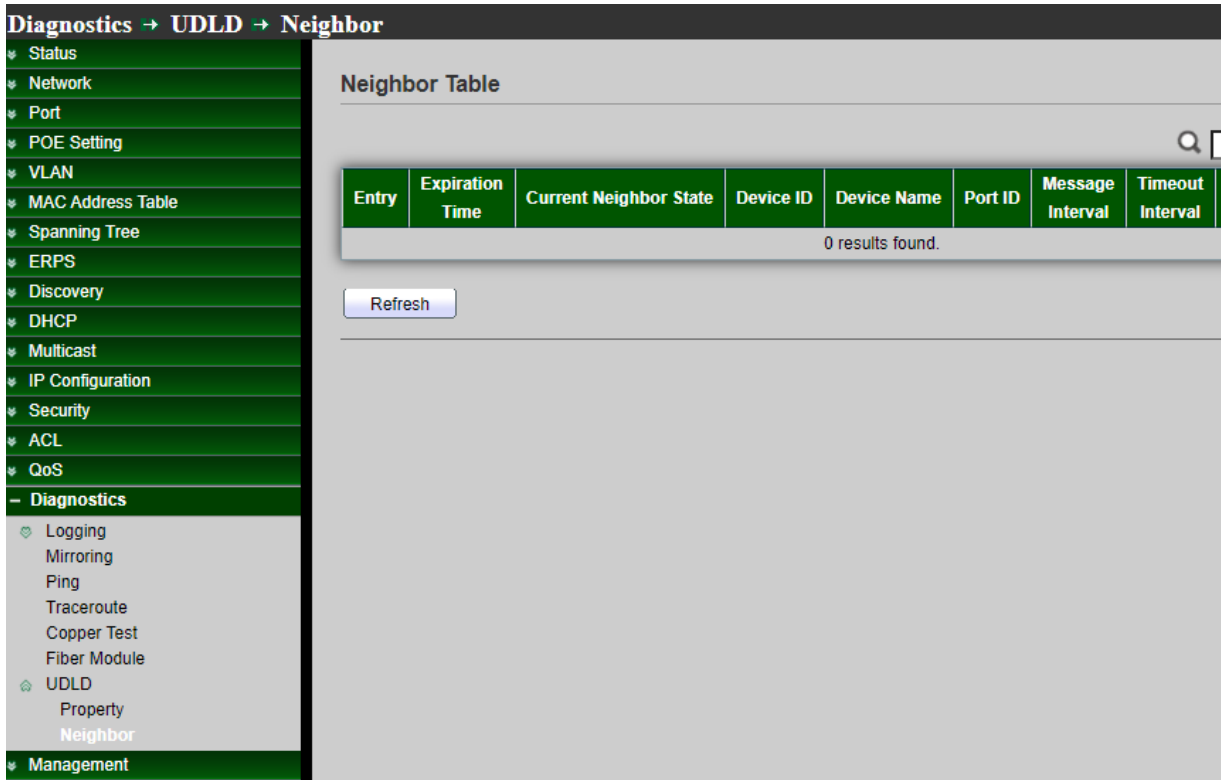 Diagnostics → UDLD → Neighbor
Status
Network
Port
POE Setting
VLAN
MAC Address Table
Spanning Tree
ERPS
Discovery
DHCP
Multicast
IP Configuration
Security
ACL
QoS
Diagnostics
Logging
Mirroring
Ping
Traceroute
Copper Test
Fiber Module
UDLD
Property
Neighbor
Management
Neighbor Table
Entry Expiration Time Current Neighbor State Device ID Device Name Port ID Message Interval Timeout Interval
0 results found.
Refresh